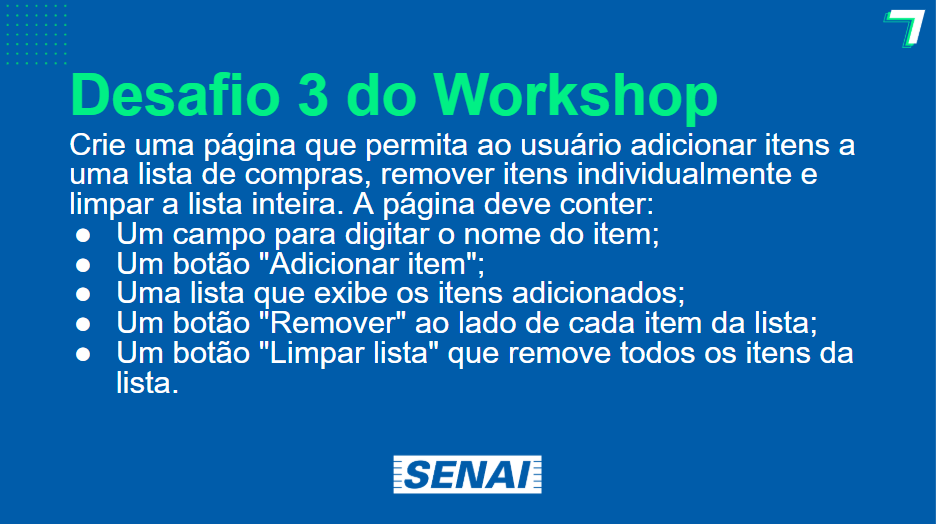 Desafio 3 do Workshop
Crie uma página que permita ao usuário adicionar itens a
uma lista de compras, remover itens individualmente e
limpar a lista inteira. A página deve conter:
● Um campo para digitar o nome do item;
● Um botão "Adicionar item";
● Uma lista que exibe os itens adicionados;
● Um botão "Remover" ao lado de cada item da lista;
● Um botão "Limpar lista" que remove todos os itens da
lista.
SENAI